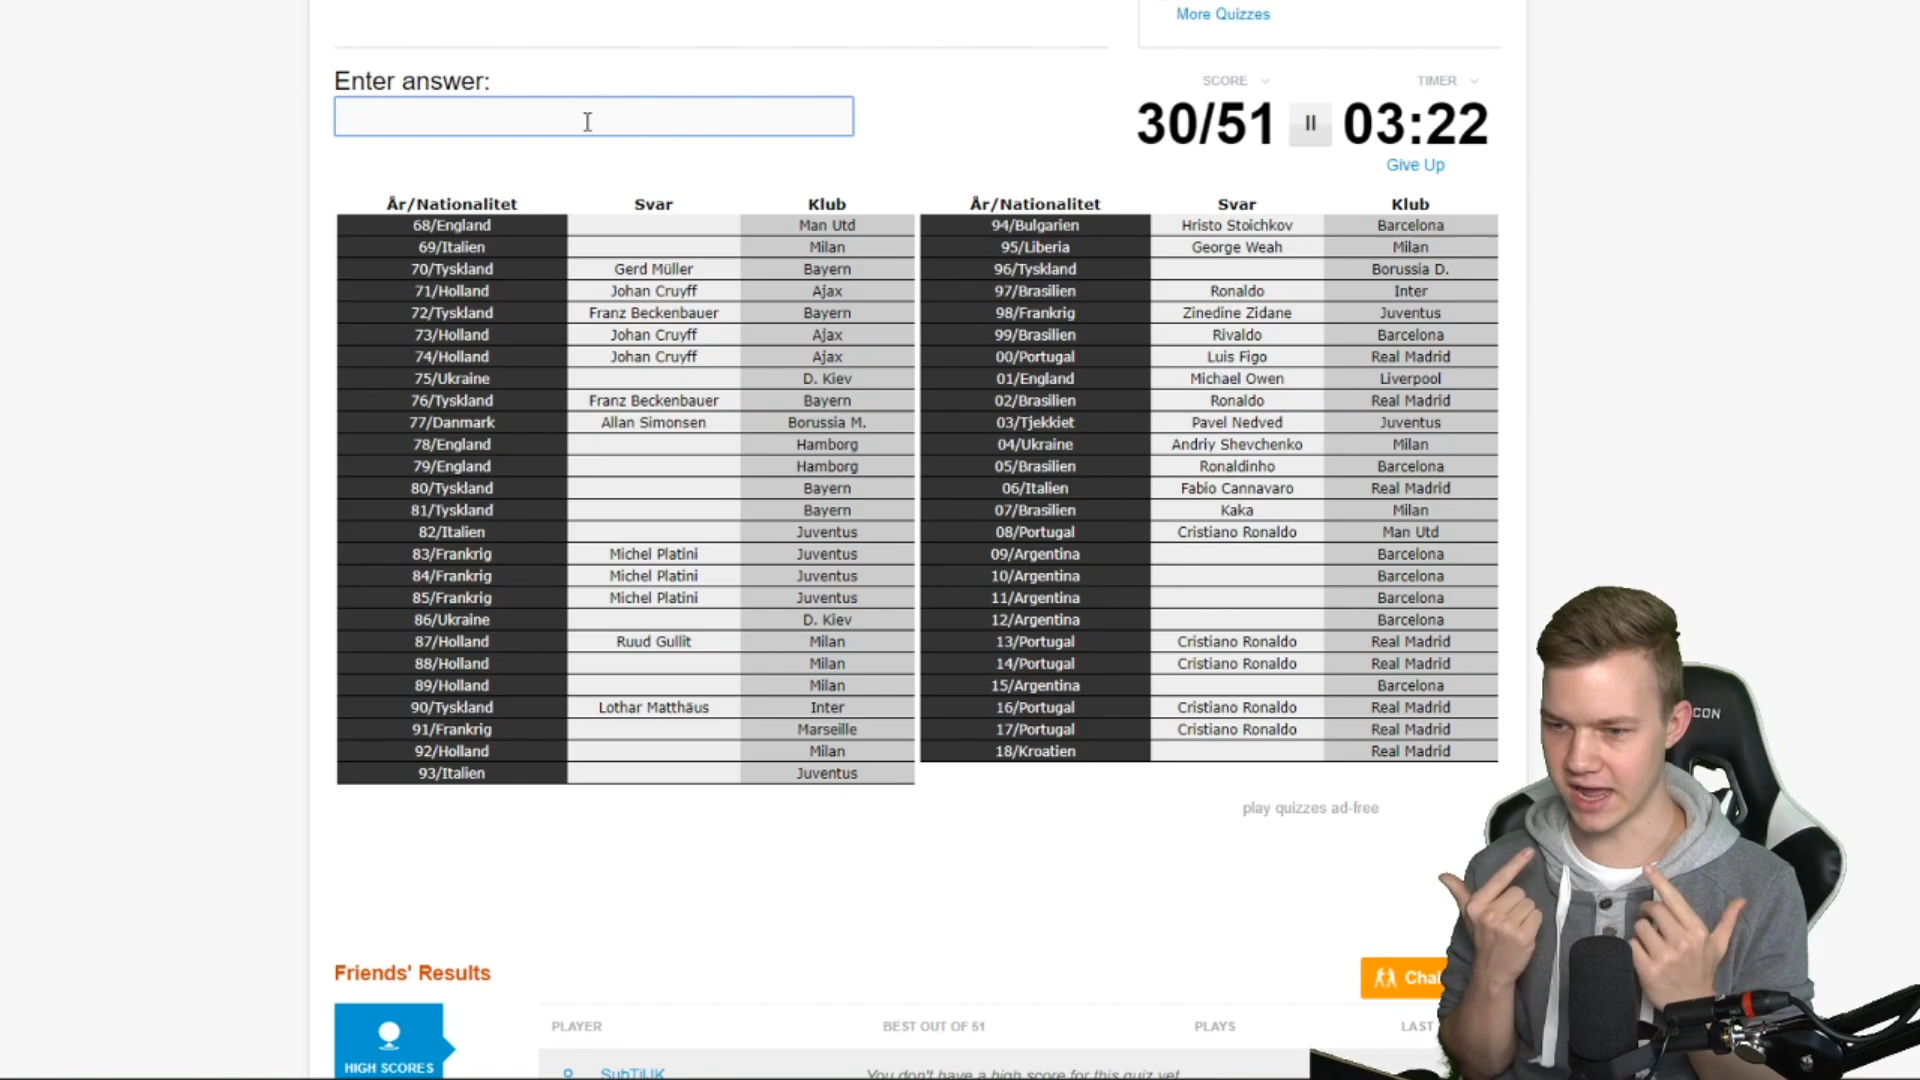 More Quizzes
Enter answer:
SCORE TIMER
30/51 03:22
Give Up
År/Nationalitet Svar Klub
68/England Man Utd
69/Italien Milan
70/Tyskland Gerd Müller Bayern
71/Holland Johan Cruyff Ajax
72/Tyskland Franz Beckenbauer Bayern
73/Holland Johan Cruyff Ajax
74/Holland Johan Cruyff Ajax
75/Ukraine D. Kiev
76/Tyskland Franz Beckenbauer Bayern
77/Danmark Allan Simonsen Borussia M.
78/England Hamborg
79/England Hamborg
80/Tyskland Bayern
81/Tyskland Bayern
82/Italien Juventus
83/Frankrig Michel Platini Juventus
84/Frankrig Michel Platini Juventus
85/Frankrig Michel Platini Juventus
86/Ukraine D. Kiev
87/Holland Ruud Gullit Milan
88/Holland Milan
89/Holland Milan
90/Tyskland Lothar Matthäus Inter
91/Frankrig Marseille
92/Holland Milan
93/Italien Juventus
År/Nationalitet Svar Klub
94/Bulgarien Hristo Stoichkov Barcelona
95/Liberia George Weah Milan
96/Tyskland Borussia D.
97/Brasilien Ronaldo Inter
98/Frankrig Zinedine Zidane Juventus
99/Brasilien Rivaldo Barcelona
00/Portugal Luis Figo Real Madrid
01/England Michael Owen Liverpool
02/Brasilien Ronaldo Real Madrid
03/Tjekkiet Pavel Nedved Juventus
04/Ukraine Andriy Shevchenko Milan
05/Brasilien Ronaldinho Barcelona
06/Italien Fabio Cannavaro Real Madrid
07/Brasilien Kaka Milan
08/Portugal Cristiano Ronaldo Man Utd
09/Argentina Barcelona
10/Argentina Barcelona
11/Argentina Barcelona
12/Argentina Barcelona
13/Portugal Cristiano Ronaldo Real Madrid
14/Portugal Cristiano Ronaldo Real Madrid
15/Argentina Barcelona
16/Portugal Cristiano Ronaldo Real Madrid
17/Portugal Cristiano Ronaldo Real Madrid
18/Kroatien Real Madrid
play quizzes ad-free
CON
Friends' Results
Chal
PLAYER BEST OUT OF 51 PLAYS LAST
HIGH SCORES
SubTilUK You don't have a high score for this quiz yet